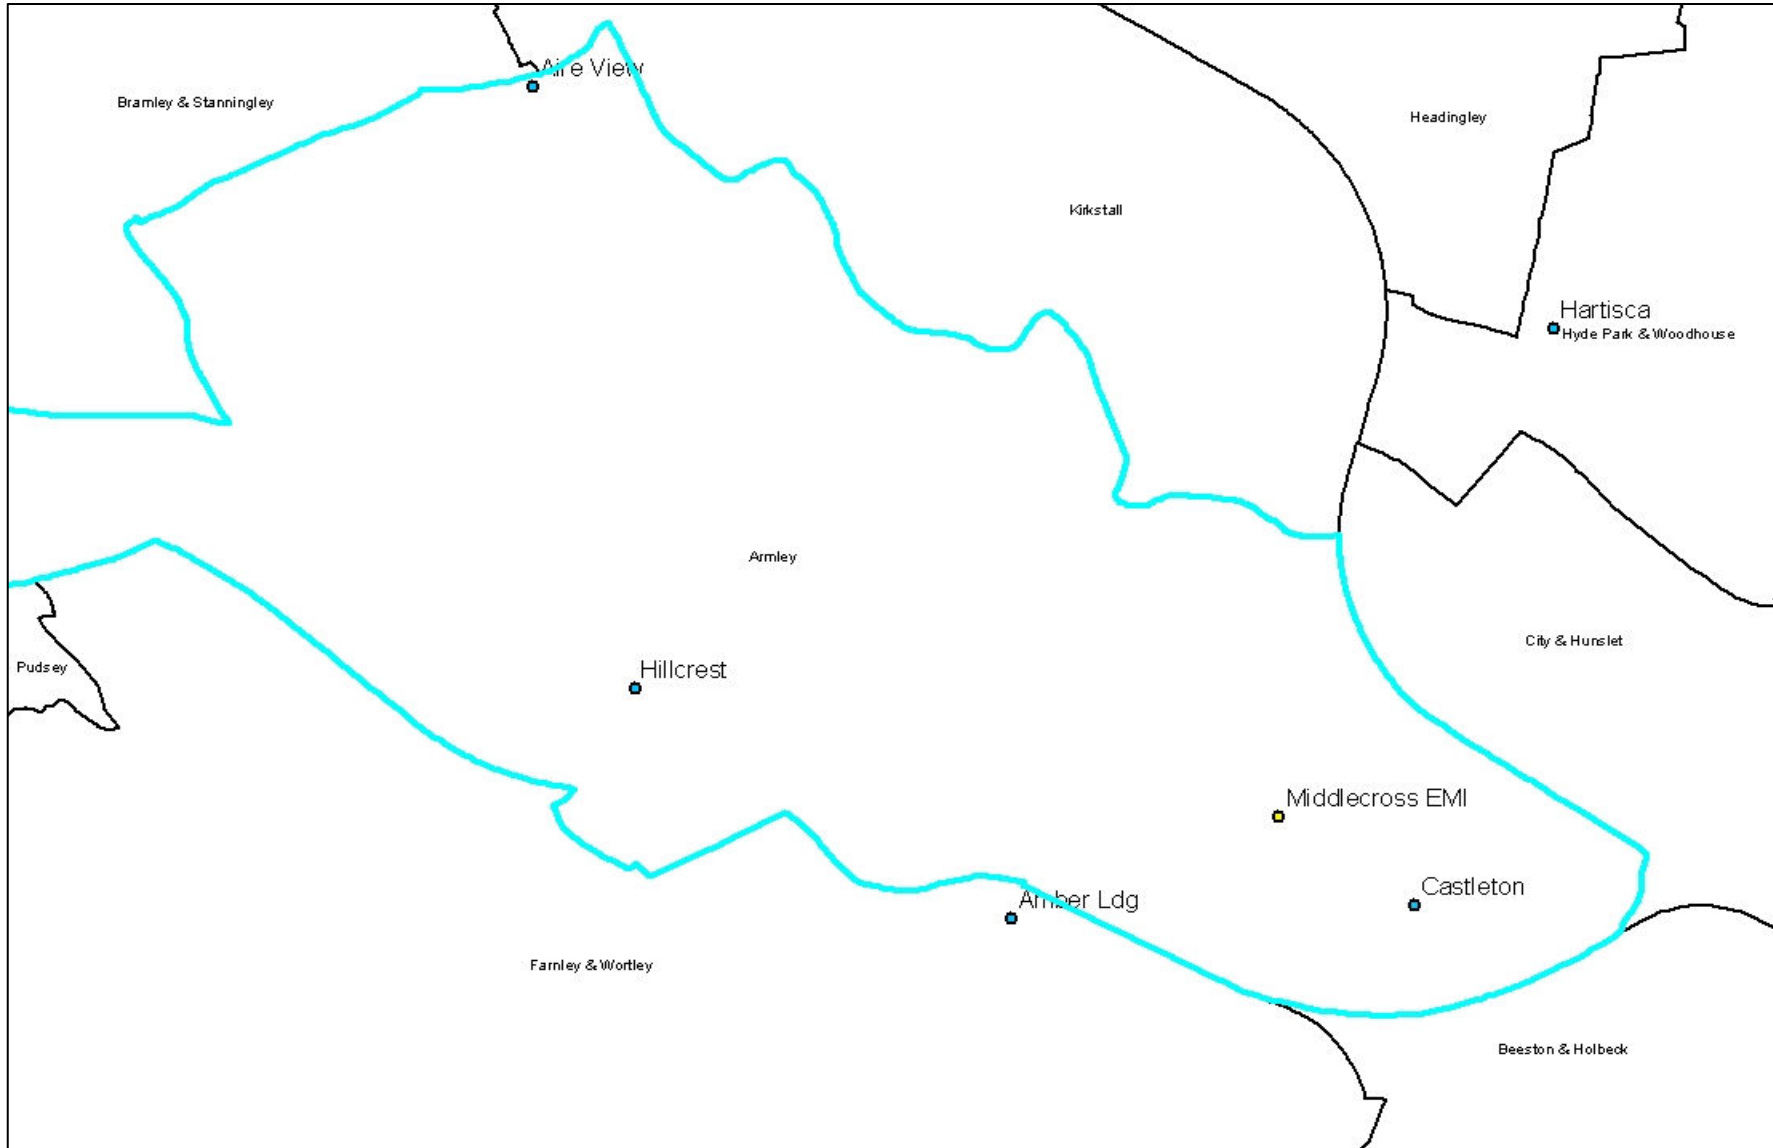 Aire View
Bramley & Stanningley
Headingley
Kirkstall
Hartisca
Hyde Park & Woodhouse
Armley
City & Hunslet
Pudsey
Hillcrest
Middlecross EMI
Castleton
Amber Ldg
Farnley & Wortley
Beeston & Holbeck